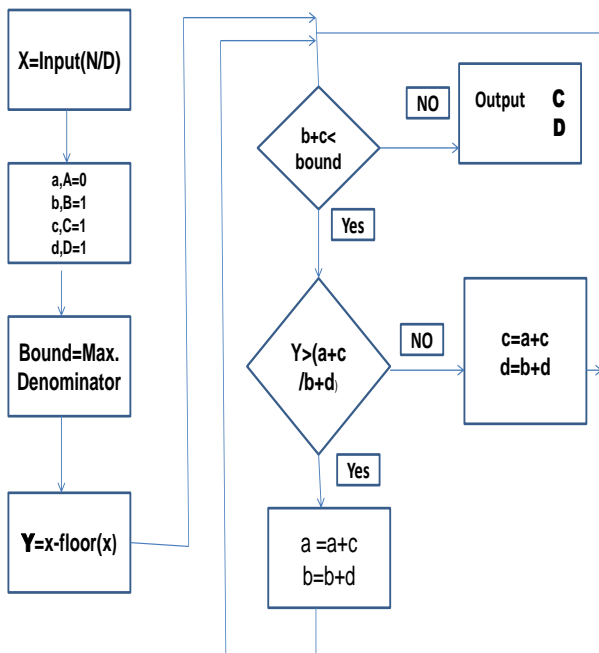 X=Input(N/D)
a,A=0
b,B=1
c,C=1
d,D=1
Bound=Max.
Denominator
Y=x-floor(x)
b+c<
bound
NO
Output C
D
Yes
Y>(a+c
/b+d)
NO
c=a+c
d=b+d
Yes
a =a+c
b=b+d